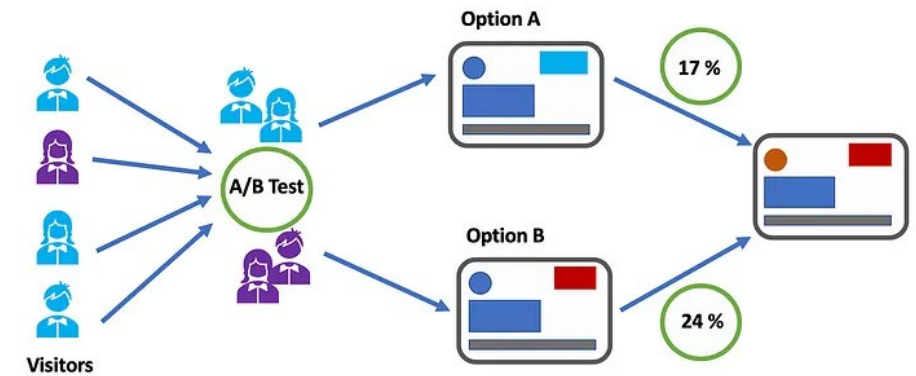 Option A
17 %
A/B Test
Option B
24 %
Visitors